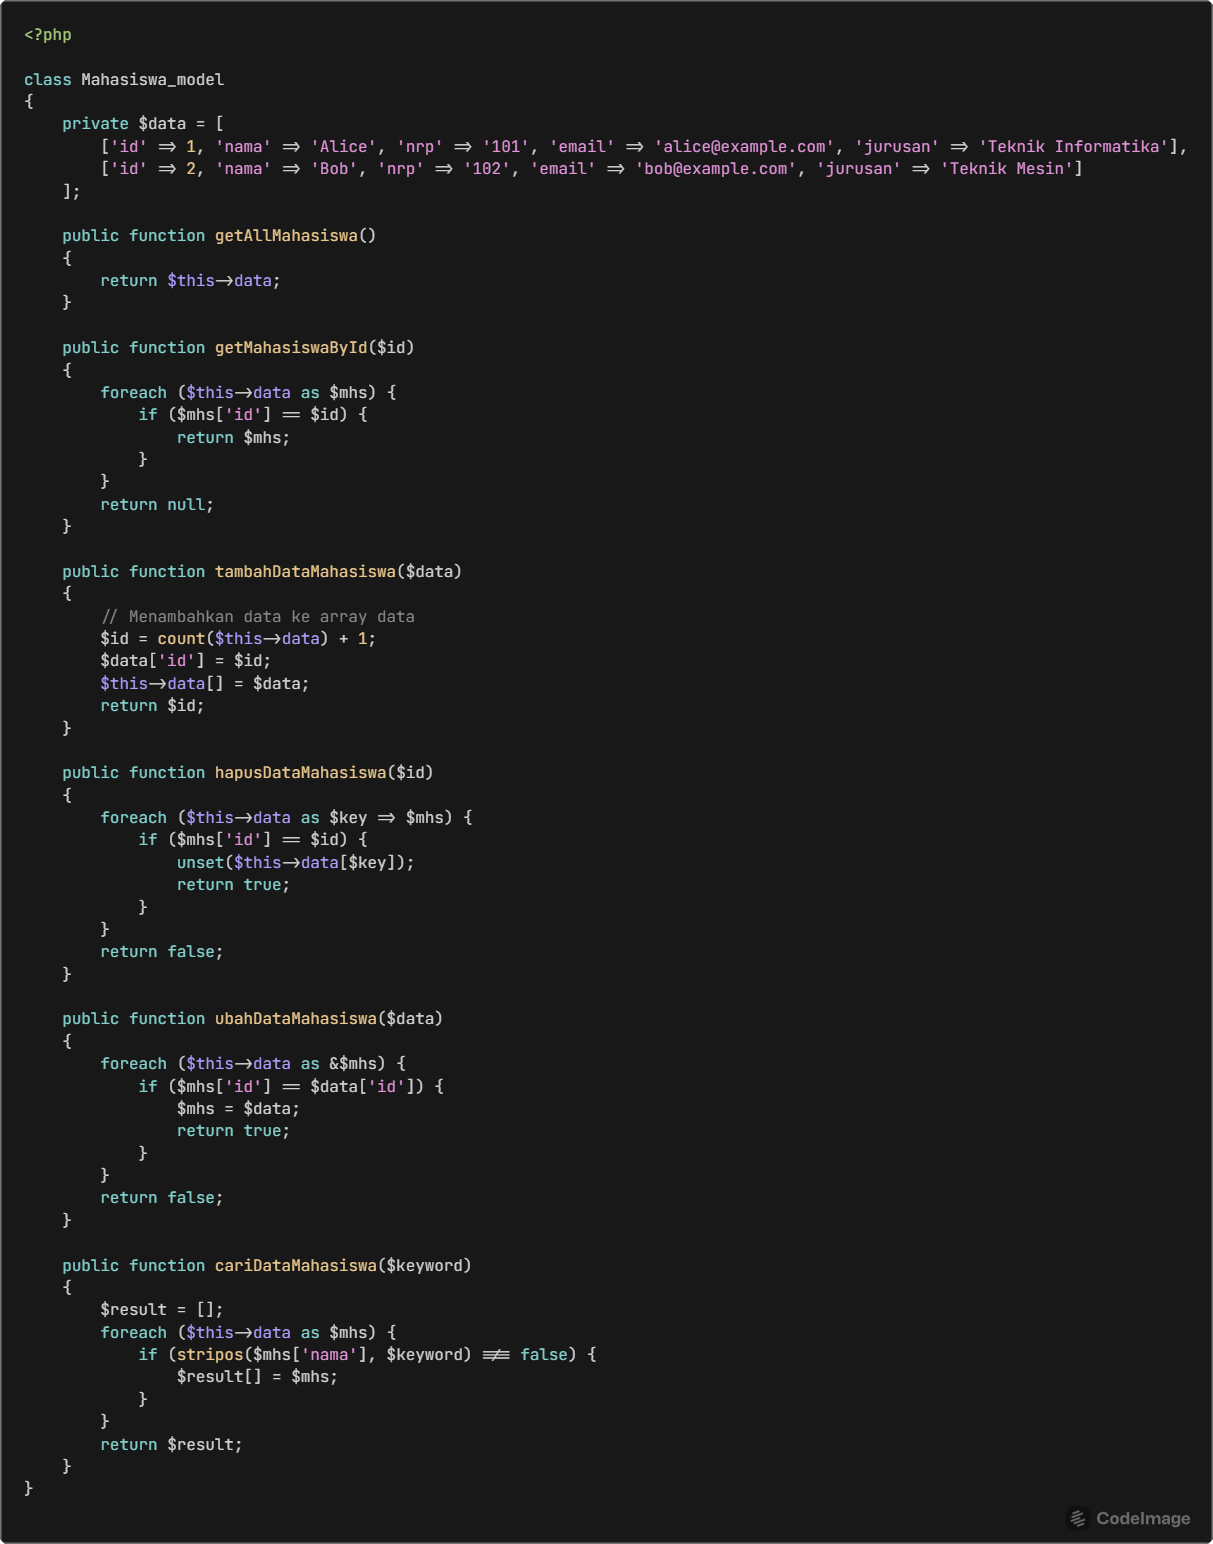 <?php

class Mahasiswa_model
{
    private $data = [
        ['id' => 1, 'nama' => 'Alice', 'nrp' => '101', 'email' => 'alice@example.com', 'jurusan' => 'Teknik Informatika'],
        ['id' => 2, 'nama' => 'Bob', 'nrp' => '102', 'email' => 'bob@example.com', 'jurusan' => 'Teknik Mesin']
    ];

    public function getAllMahasiswa()
    {
        return $this->data;
    }

    public function getMahasiswaById($id)
    {
        foreach ($this->data as $mhs) {
            if ($mhs['id'] == $id) {
                return $mhs;
            }
        }
        return null;
    }

    public function tambahDataMahasiswa($data)
    {
        // Menambahkan data ke array data
        $id = count($this->data) + 1;
        $data['id'] = $id;
        $this->data[] = $data;
        return $id;
    }

    public function hapusDataMahasiswa($id)
    {
        foreach ($this->data as $key => $mhs) {
            if ($mhs['id'] == $id) {
                unset($this->data[$key]);
                return true;
            }
        }
        return false;
    }

    public function ubahDataMahasiswa($data)
    {
        foreach ($this->data as &$mhs) {
            if ($mhs['id'] == $data['id']) {
                $mhs = $data;
                return true;
            }
        }
        return false;
    }

    public function cariDataMahasiswa($keyword)
    {
        $result = [];
        foreach ($this->data as $mhs) {
            if (stripos($mhs['nama'], $keyword) !== false) {
                $result[] = $mhs;
            }
        }
        return $result;
    }
}
CodeImage